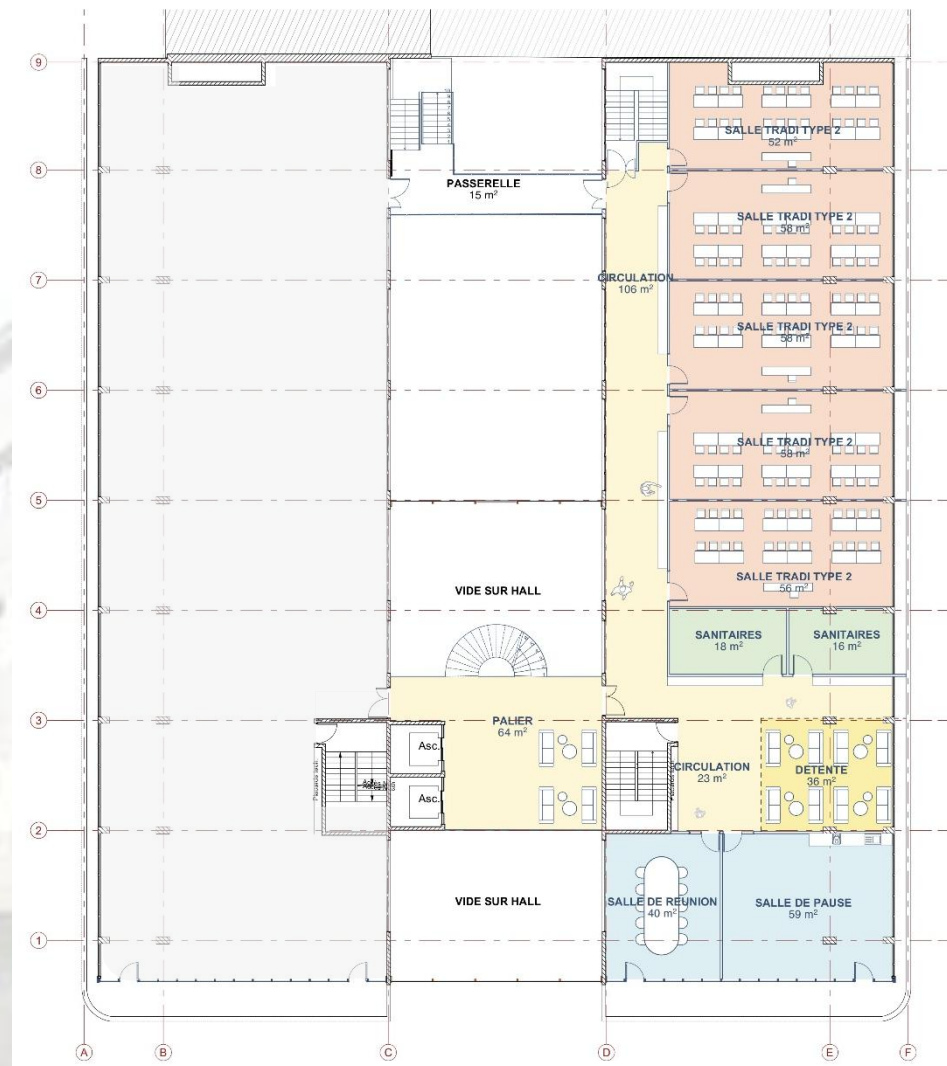 9
SALLE TRADI TYPE 2
52 m²
8
PASSERELLE
15 m²
SALLE TRADI TYPE 2
58 m²
CIRCULATION
106 m²
7
SALLE TRADI TYPE 2
58 m²
6
SALLE TRADI TYPE 2
58 m²
5
SALLE TRADI TYPE 2
56 m²
VIDE SUR HALL
4
SANITAIRES
18 m²
SANITAIRES
16 m²
3
PALIER
64 m²
Asc.
Asc.
CIRCULATION
23 m²
DETENTE
36 m²
2
VIDE SUR HALL
SALLE DE REUNION
40 m²
SALLE DE PAUSE
59 m²
1
A
B
C
D
E
F